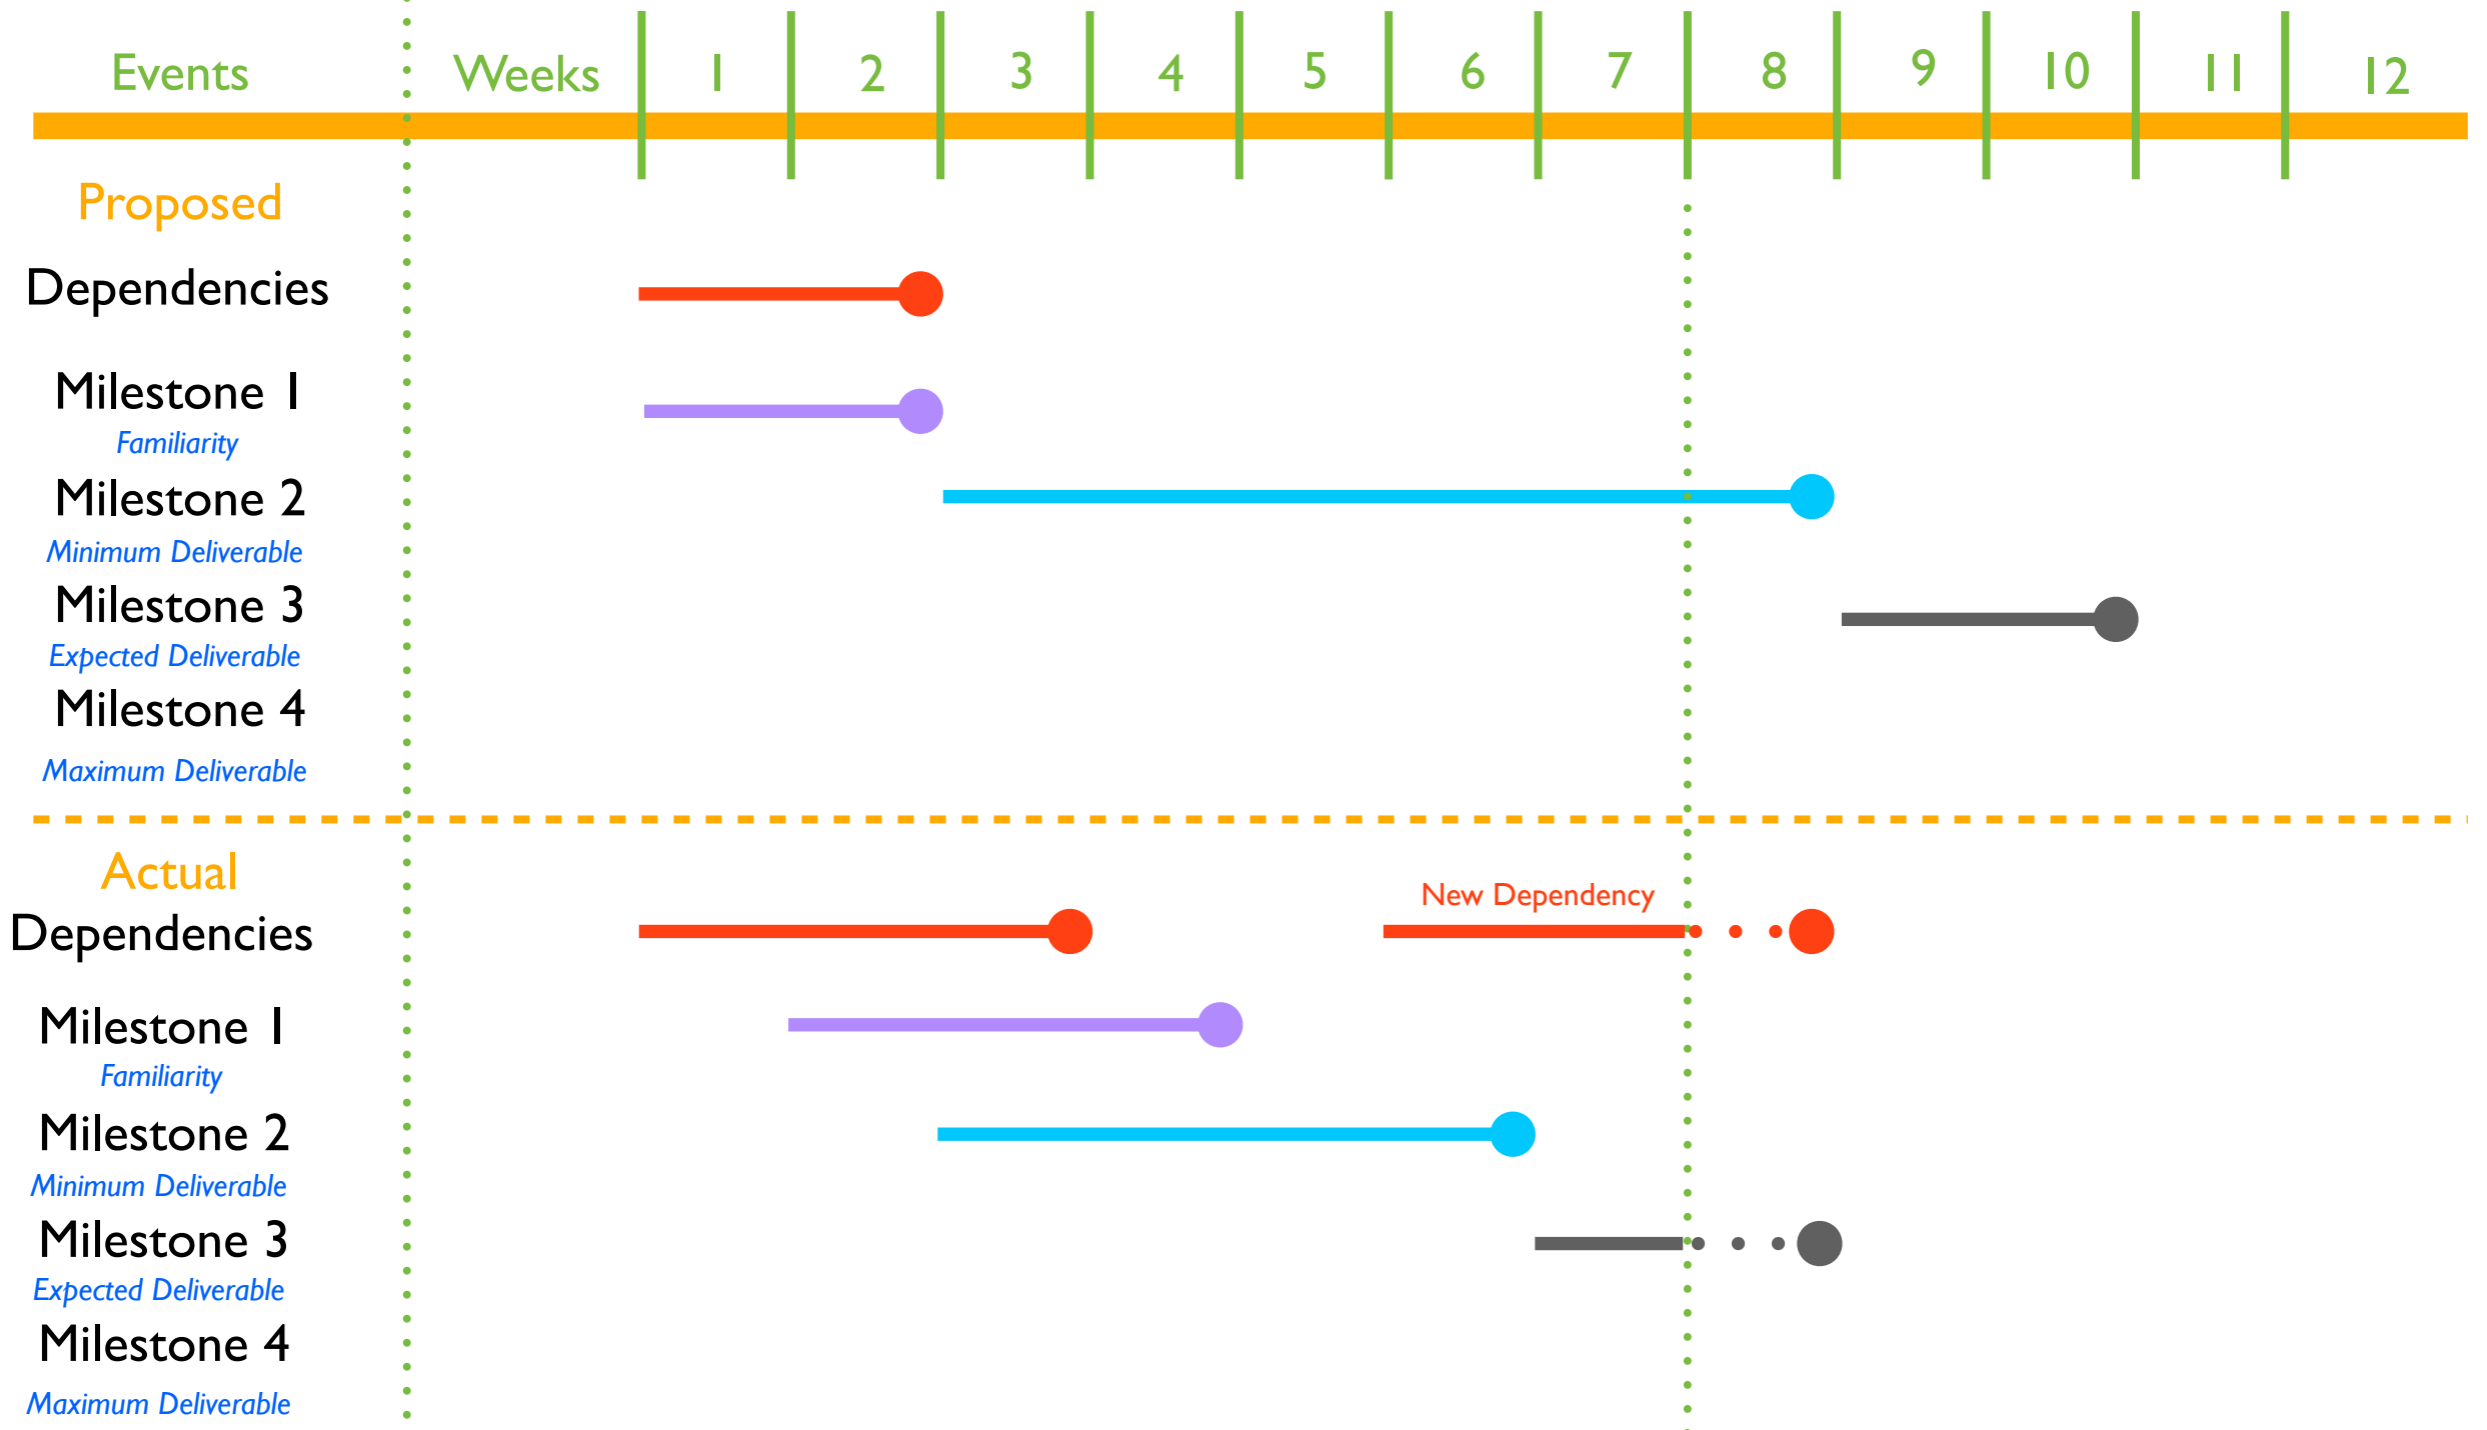 Events Weeks 1 2 3 4 5 6 7 8 9 10 11 12
Proposed
Dependencies
Milestone 1
Familiarity
Milestone 2
Minimum Deliverable
Milestone 3
Expected Deliverable
Milestone 4
Maximum Deliverable
Actual
New Dependency
Dependencies
Milestone 1
Familiarity
Milestone 2
Minimum Deliverable
Milestone 3
Expected Deliverable
Milestone 4
Maximum Deliverable